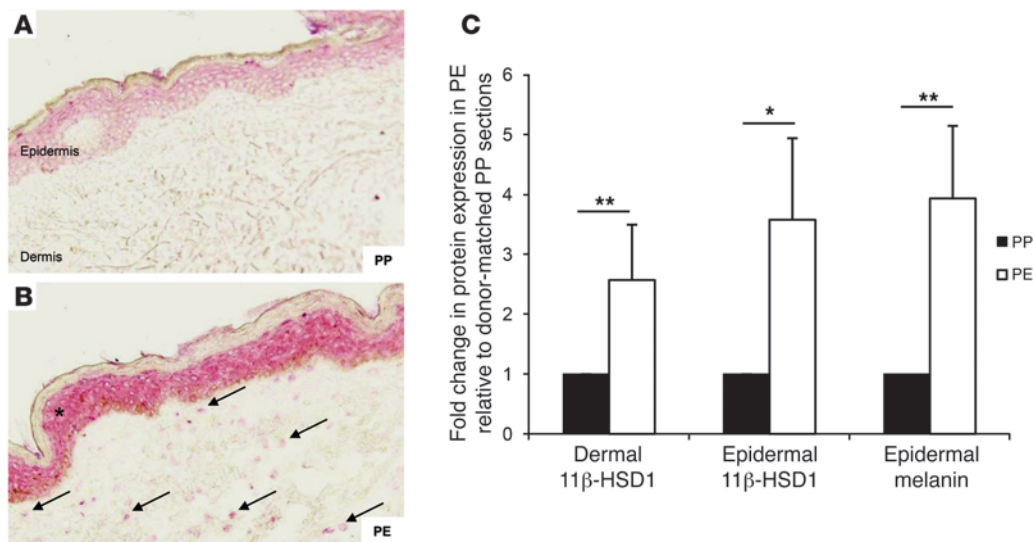 A
Epidermis
Dermis
PP
B
*
PE
C
Fold change in protein expression in PE
relative to donor-matched PP sections
6
5
4
3
2
1
0
**
*
**
PP
PE
Dermal
11β-HSD1
Epidermal
11β-HSD1
Epidermal
melanin